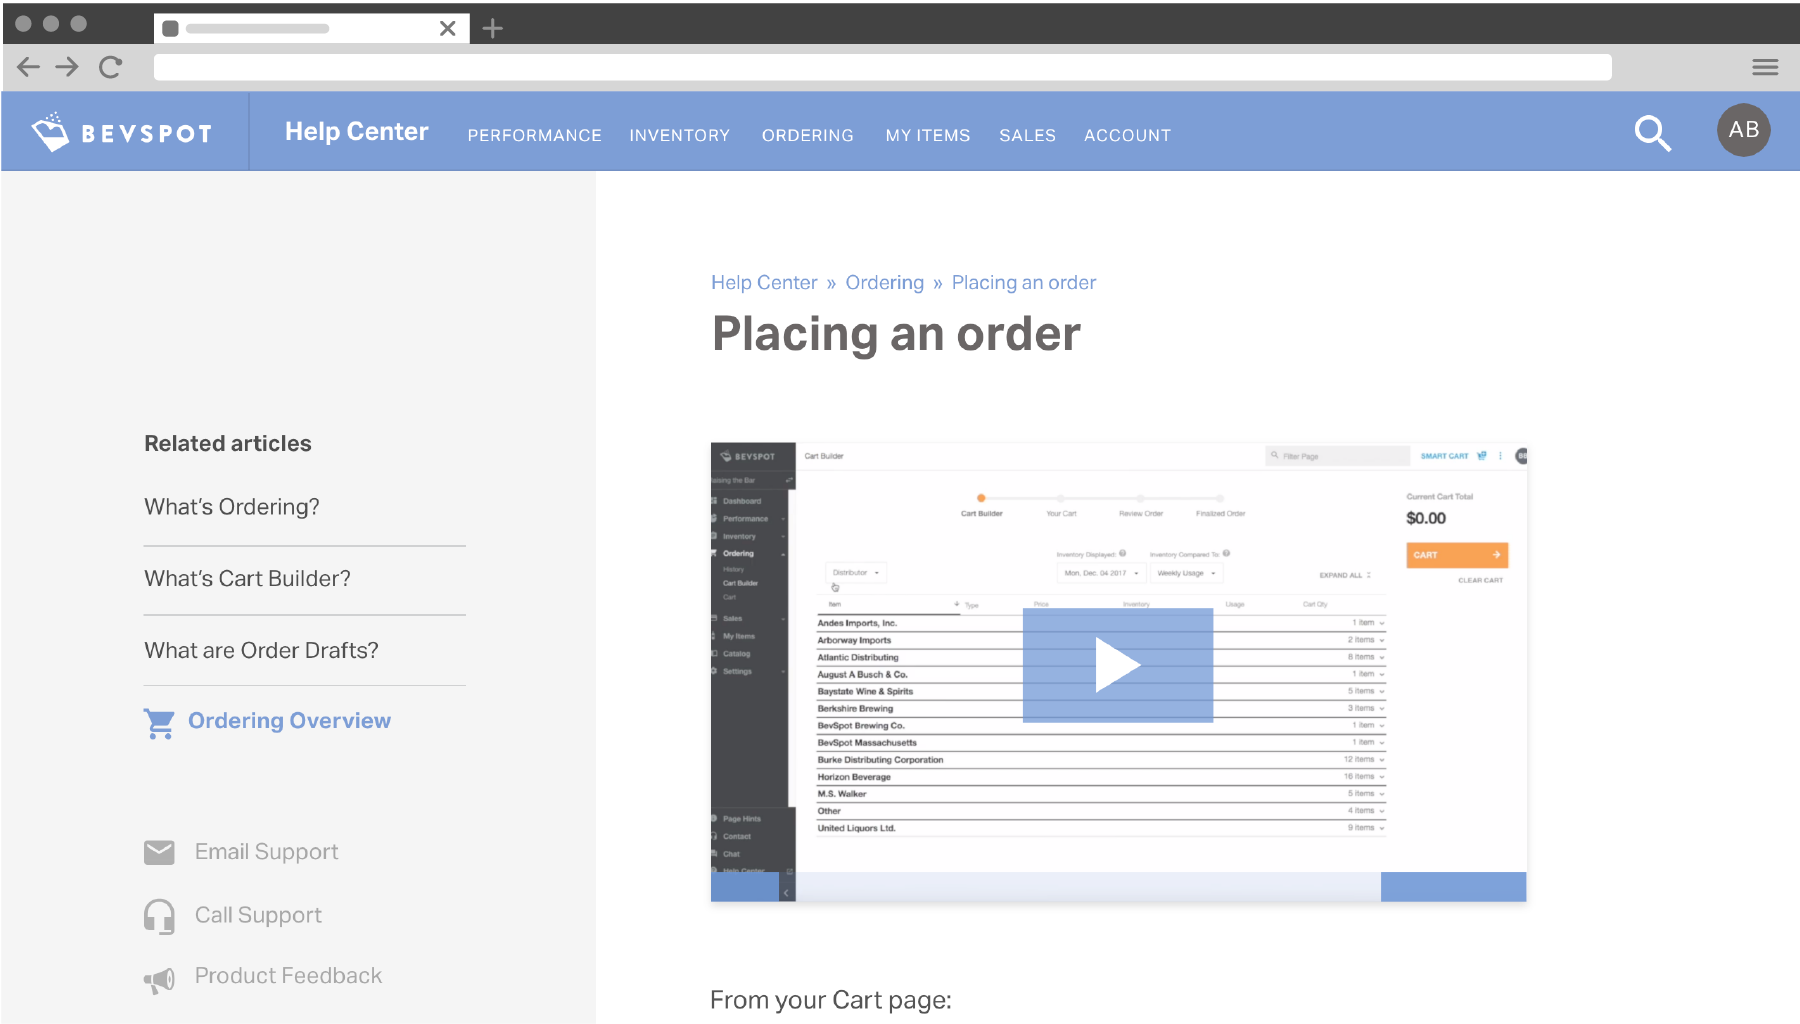 BEVSPOT
Help Center
PERFORMANCE INVENTORY ORDERING MY ITEMS SALES ACCOUNT
AB
Help Center » Ordering » Placing an order
Placing an order
Related articles
What's Ordering?
What's Cart Builder?
What are Order Drafts?
Ordering Overview
Email Support
Call Support
Product Feedback
BEVSPOT
Cart Builder
Filter Page
SMART CART
Dashboard
Performance
Inventory
Ordering
History
Cart Builder
Cart
Sales
My Items
Catalog
Settings
Page Hints
Contact
Chat
Help Center
Cart Builder Your Cart Review Order Finalized Order
Current Cart Total
$0.00
CART
CLEAR CART
Inventory Displayed: Inventory Compared To:
Distributor Mon. Dec. 04 2017 Weekly Usage EXPAND ALL
Item Type Price Inventory Usage Cart Qty
Andes Imports, Inc. 1 item
Arborway Imports 2 items
Atlantic Distributing 8 items
August A Busch & Co. 1 item
Baystate Wine & Spirits 5 items
Berkshire Brewing 3 items
BevSpot Brewing Co. 1 item
BevSpot Massachusetts 1 item
Burke Distributing Corporation 12 items
Horizon Beverage 16 items
M.S. Walker 5 items
Other 4 items
United Liquors Ltd. 9 items
From your Cart page: